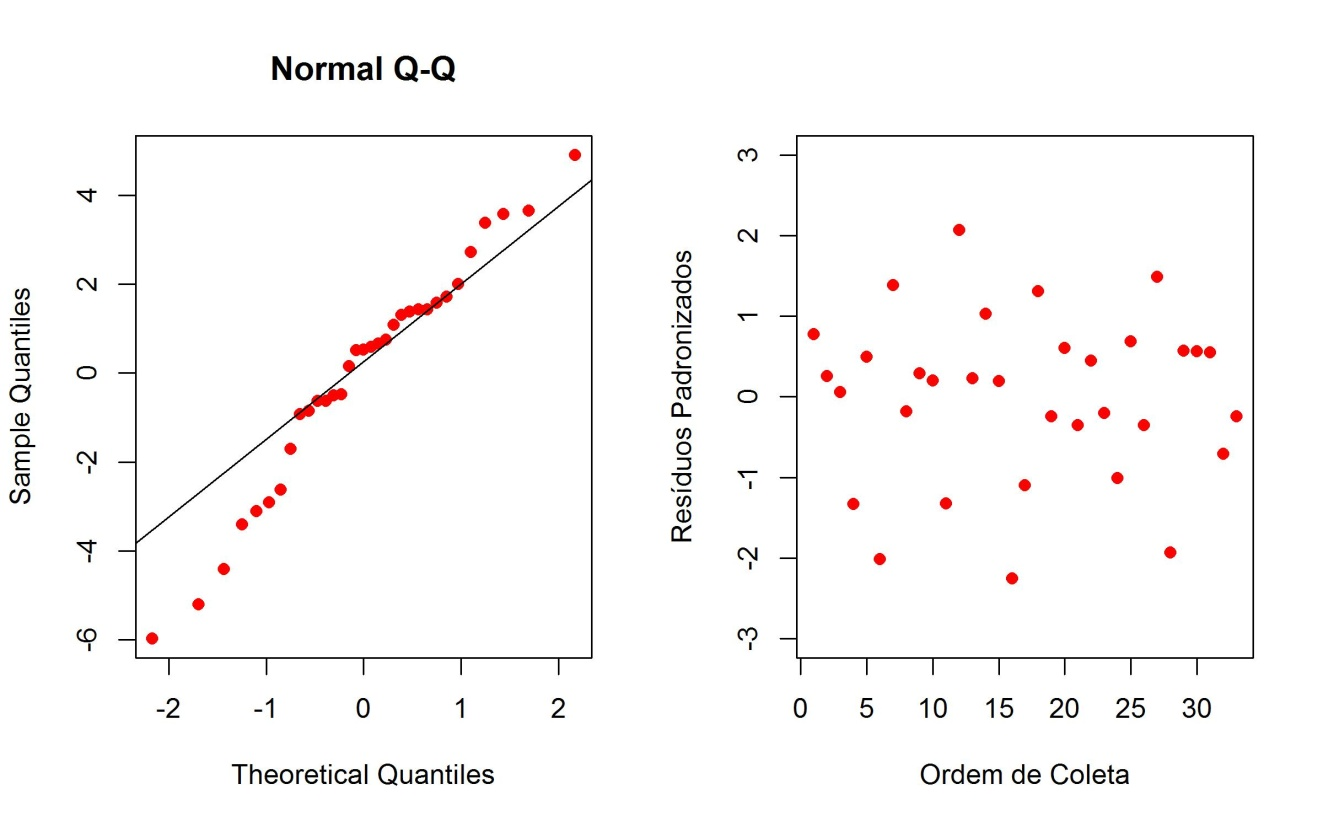 Normal Q-Q
Sample Quantiles
4
2
0
-2
-4
-6
-2 -1 0 1 2
Theoretical Quantiles
Resíduos Padronizados
3
2
1
0
-1
-2
-3
0 5 10 15 20 25 30
Ordem de Coleta